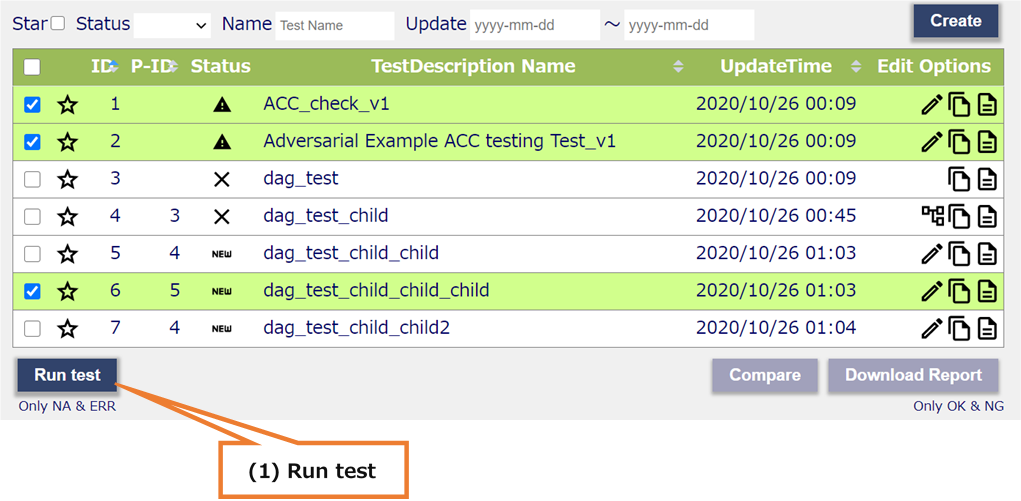 Star Status Name Test Name Update yyyy-mm-dd ～ yyyy-mm-dd Create
ID P-ID Status TestDescription Name UpdateTime Edit Options
1 ACC_check_v1 2020/10/26 00:09
2 Adversarial Example ACC testing Test_v1 2020/10/26 00:09
3 dag_test 2020/10/26 00:09
4 3 dag_test_child 2020/10/26 00:45
5 4 NEW dag_test_child_child 2020/10/26 01:03
6 5 NEW dag_test_child_child_child 2020/10/26 01:03
7 4 NEW dag_test_child_child2 2020/10/26 01:04
Run test Compare Download Report
Only NA & ERR Only OK & NG
(1) Run test